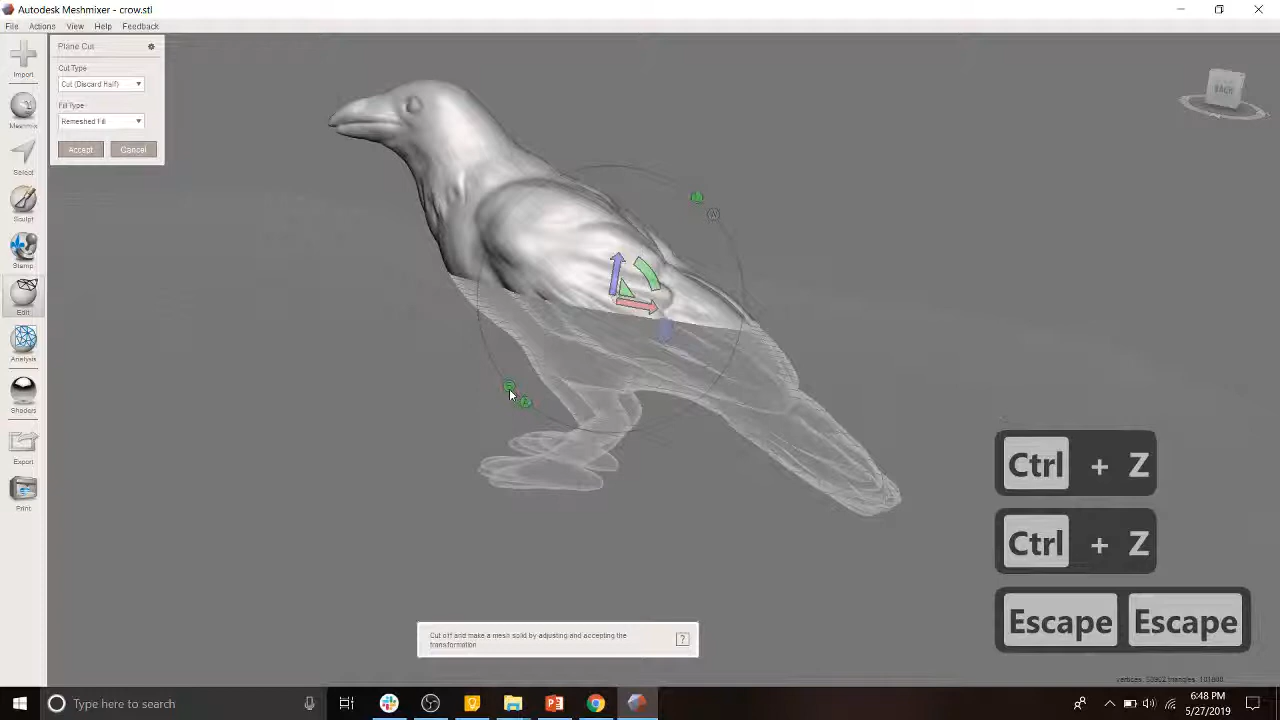 Autodesk Meshmixer - crow.stl
File Actions View Help Feedback
Import
Meshmix
Select
Sculpt
Stamp
Edit
Analysis
Shaders
Export
Print
Plane Cut
Cut Type
Cut (Discard Half)
Fill Type
Remeshed Fill
Accept Cancel
W
BACK
Ctrl + Z
Ctrl + Z
Escape Escape
Cut off and make a mesh solid by adjusting and accepting the
transformation
?
Type here to search
6:48 PM
5/27/2019